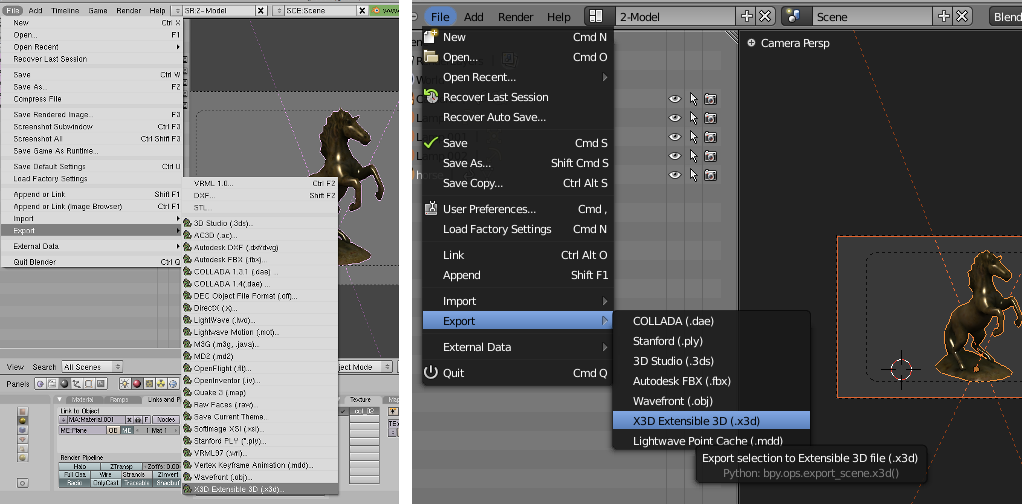 File Add Timeline Game Render Help SR:2-Model SCE:Scene
New Ctrl X
Open... F1
Open Recent
Recover Last Session
Save Ctrl W
Save As... F2
Compress File
Save Rendered Image... F3
Screenshot Subwindow Ctrl F3
Screenshot All Ctrl Shift F3
Save Game As Runtime...
Save Default Settings Ctrl U
Load Factory Settings
Append or Link Shift F1
Append or Link (Image Browser) Ctrl F1
Import
Export
External Data
Quit Blender Ctrl Q
VRML 1.0... Ctrl F2
DXF... Shift F2
STL...
3D Studio (.3ds)...
AC3D (.ac)...
Autodesk DXF (.dxf/dwg)
Autodesk FBX (.fbx)...
COLLADA 1.3.1 (.dae) ...
COLLADA 1.4(.dae) ...
DEC Object File Format (.off)...
DirectX (.x)...
LightWave (.lwo)...
Lightwave Motion (.mot)...
M3G (.m3g, .java)...
MD2 (.md2)
OpenFlight (.flt)...
OpenInventor (.iv)...
Quake 3 (.map)
Raw Faces (.raw)...
Save Current Theme...
Softimage XSI (.xsi)...
Stanford PLY (*.ply)...
VRML97 (.wrl)...
Vertex Keyframe Animation (.mdd)...
Wavefront (.obj)...
X3D Extensible 3D (.x3d)...
View Search All Scenes
ject Mode
Panels
Material Ramps
Links to Object
MA:Material.001 F Nodes
ME:Plane OB ME 1 Mat 1
Render Pipeline
Halo ZTransp
Full Osa Wire Strands ZInvert
Radio OnlyCast Traceable
Texture
File Add Render Help 2-Model Scene Blend
New Cmd N
Open... Cmd O
Open Recent...
Recover Last Session
Recover Auto Save...
Save Cmd S
Save As... Shift Cmd S
Save Copy... Ctrl Alt S
User Preferences... Cmd ,
Load Factory Settings Cmd N
Link Ctrl Alt O
Append Shift F1
Import
Export
External Data
Quit Cmd Q
COLLADA (.dae)
Stanford (.ply)
3D Studio (.3ds)
Autodesk FBX (.fbx)
Wavefront (.obj)
X3D Extensible 3D (.x3d)
Lightwave Point Cache (.mdd)
Export selection to Extensible 3D file (.x3d)
Python: bpy.ops.export_scene.x3d()
Camera Persp